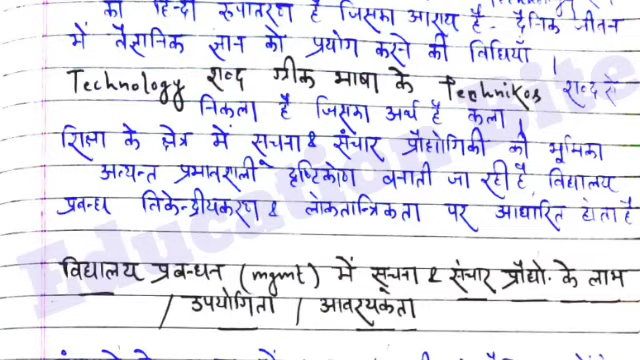 का हिन्दी रूपान्तरण है जिसका आशय है - दैनिक जीवन
में वैज्ञानिक ज्ञान को प्रयोग करने की विधियाँ |
Technology शब्द ग्रीक भाषा के Technikos शब्द से
निकला है जिसका अर्थ है कला |
शिक्षा के क्षेत्र में सूचना & संचार प्रौद्योगिकी की भूमिका
अत्यन्त प्रभावशाली दृष्टिकोण बनाती जा रही है, विद्यालय
प्रबन्ध विकेन्द्रीयकरण & लोकतान्त्रिकता पर आधारित होता है
विद्यालय प्रबन्धन (mgmt) में सूचना & संचार प्रौद्यो. के लाभ
/ उपयोगिता / आवश्यकता